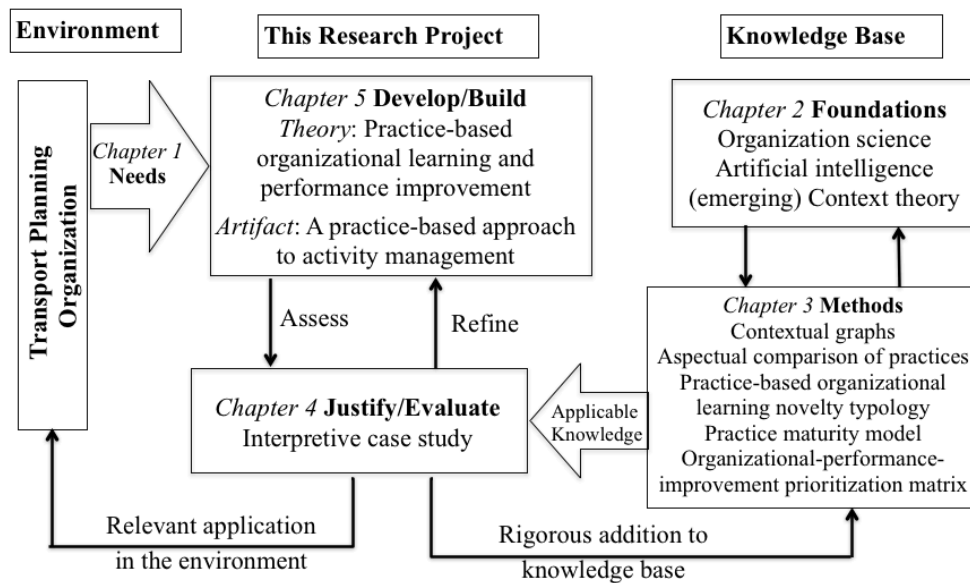 Environment
This Research Project
Knowledge Base
Transport Planning
Organization
Chapter 1
Needs
Chapter 5 Develop/Build
Theory: Practice-based
organizational learning and
performance improvement
Artifact: A practice-based approach
to activity management
Chapter 2 Foundations
Organization science
Artificial intelligence
(emerging) Context theory
Assess
Refine
Chapter 4 Justify/Evaluate
Interpretive case study
Applicable
Knowledge
Chapter 3 Methods
Contextual graphs
Aspectual comparison of practices
Practice-based organizational
learning novelty typology
Practice maturity model
Organizational-performance-
improvement prioritization matrix
Relevant application
in the environment
Rigorous addition to
knowledge base